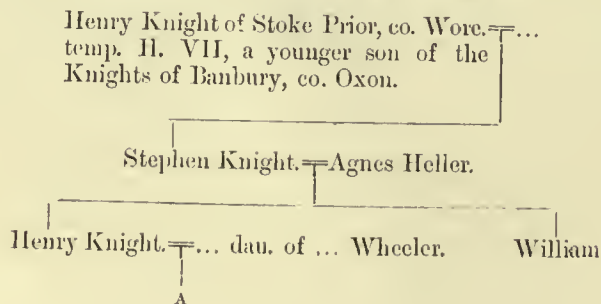 Henry Knight of Stoke Prior, co. Worc.=...
temp. H. VII, a younger son of the
Knights of Banbury, co. Oxon.
Stephen Knight.=Agnes Heller.
Henry Knight.=... dau. of ... Wheeler. William
A